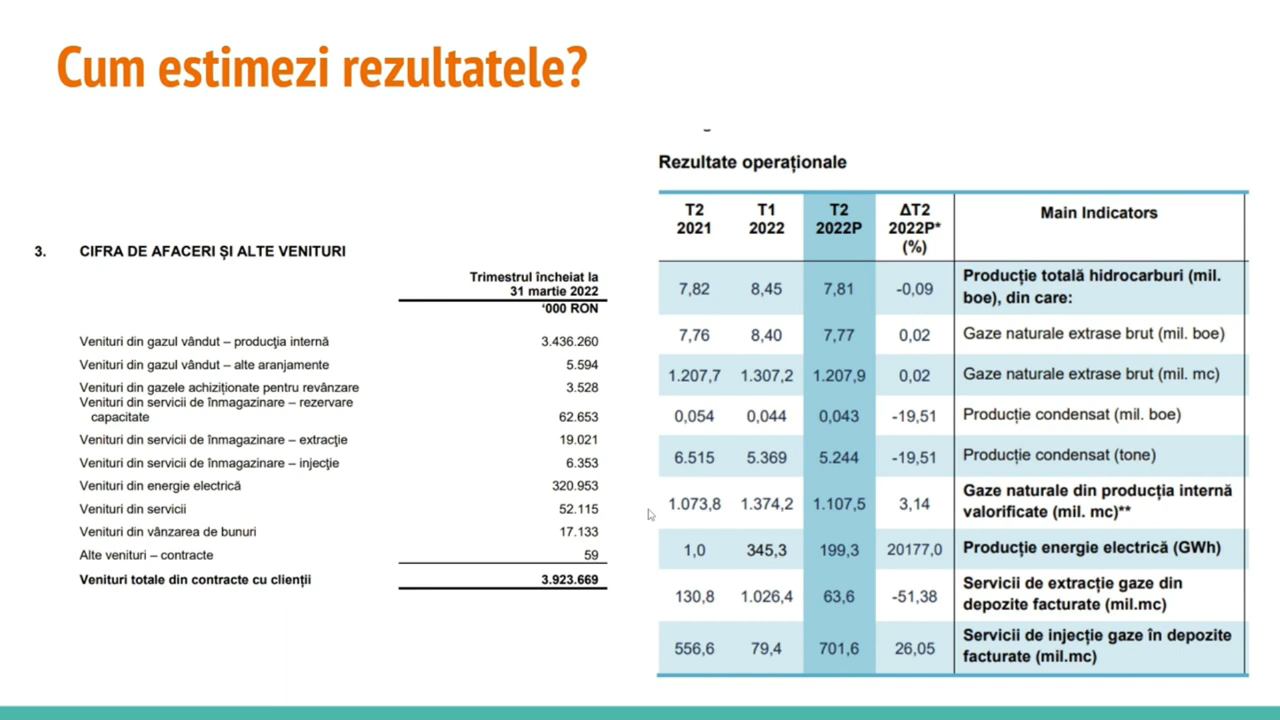 Cum estimezi rezultatele?
3. CIFRA DE AFACERI ȘI ALTE VENITURI
Trimestrul încheiat la
31 martie 2022
‘000 RON
Venituri din gazul vândut – producţia internă 3.436.260
Venituri din gazul vândut – alte aranjamente 5.594
Venituri din gazele achiziționate pentru revânzare 3.528
Venituri din servicii de înmagazinare – rezervare
capacitate 62.653
Venituri din servicii de înmagazinare – extracţie 19.021
Venituri din servicii de înmagazinare – injecţie 6.353
Venituri din energie electrică 320.953
Venituri din servicii 52.115
Venituri din vânzarea de bunuri 17.133
Alte venituri – contracte 59
Venituri totale din contracte cu clienții 3.923.669
Rezultate operaționale
T2 T1 T2 ΔT2 Main Indicators
2021 2022 2022P 2022P*
(%)
7,82 8,45 7,81 -0,09 Producție totală hidrocarburi (mil.
boe), din care:
7,76 8,40 7,77 0,02 Gaze naturale extrase brut (mil. boe)
1.207,7 1.307,2 1.207,9 0,02 Gaze naturale extrase brut (mil. mc)
0,054 0,044 0,043 -19,51 Producție condensat (mil. boe)
6.515 5.369 5.244 -19,51 Producție condensat (tone)
1.073,8 1.374,2 1.107,5 3,14 Gaze naturale din producția internă
valorificate (mil. mc)**
1,0 345,3 199,3 20177,0 Producție energie electrică (GWh)
130,8 1.026,4 63,6 -51,38 Servicii de extracție gaze din
depozite facturate (mil.mc)
556,6 79,4 701,6 26,05 Servicii de injecție gaze în depozite
facturate (mil.mc)